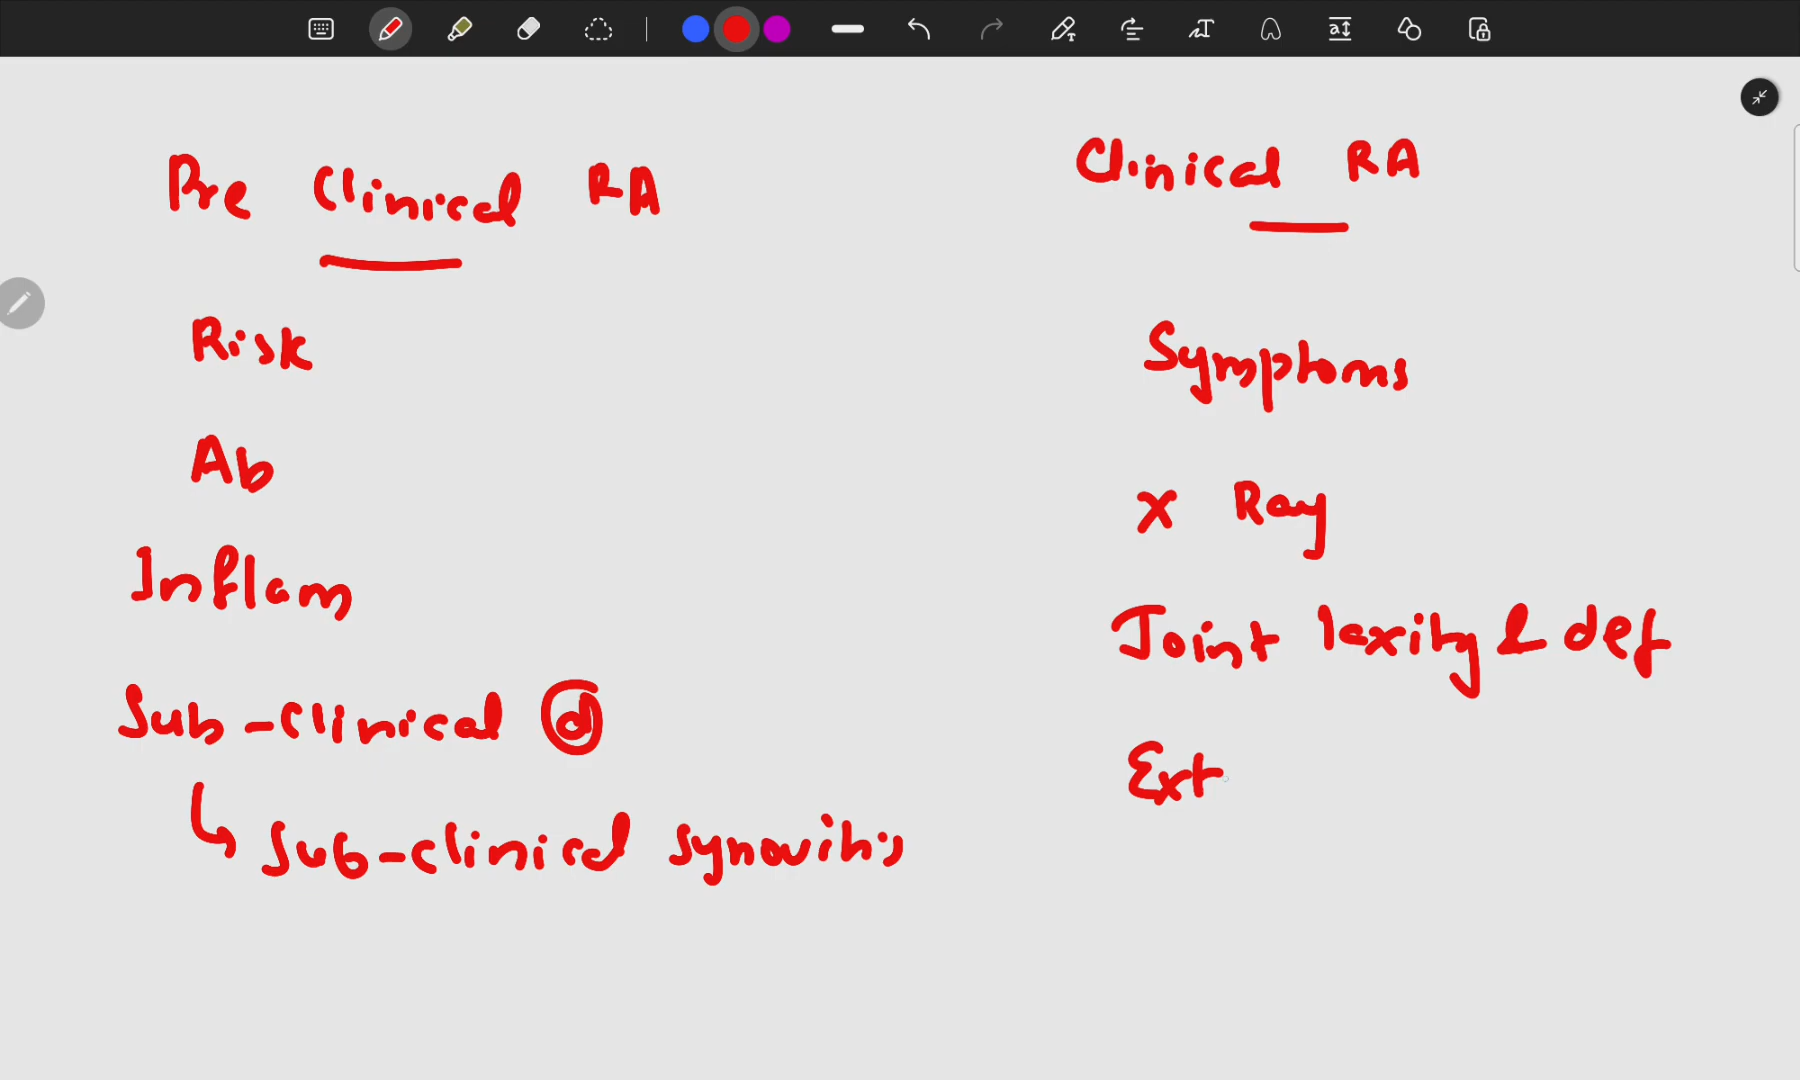 Pre Clinical RA
Risk
Ab
Inflam
Sub-clinical d
Sub-clinical synovitis
Clinical RA
Symptoms
X Ray
Joint laxity & def
Ext